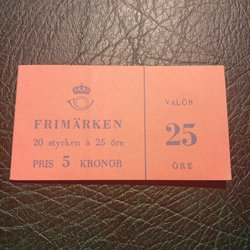 FRIMÄRKEN
20 stycken à 25 öre
PRIS 5 KRONOR
VALÖR
25
ÖRE